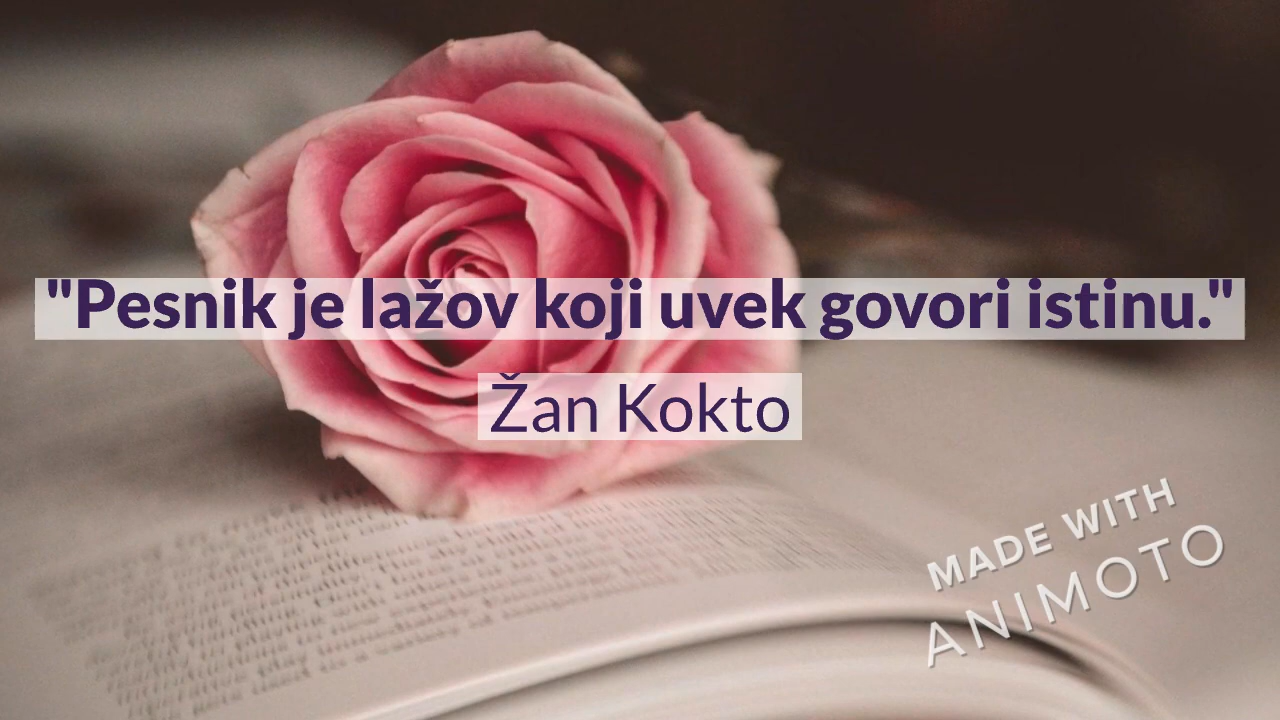 "Pesnik je lažov koji uvek govori istinu."
Žan Kokto
MADE WITH
ANIMOTO